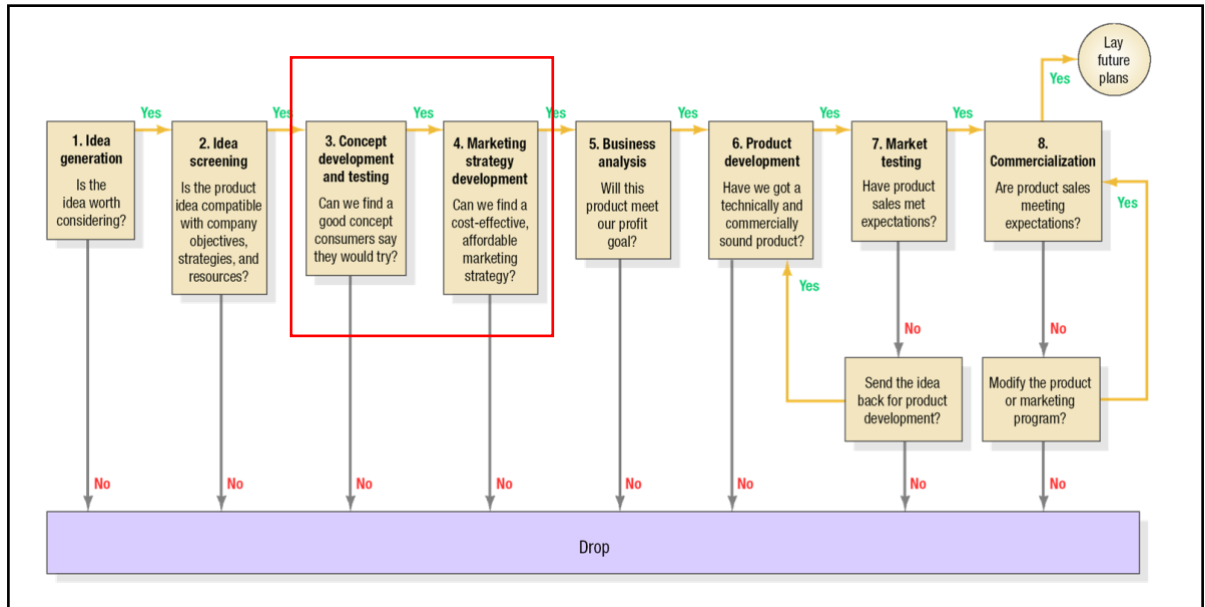 Lay
future
plans
Yes
Yes
Yes
Yes
Yes
Yes
Yes
Yes
1. Idea
generation
Is the
idea worth
considering?
2. Idea
screening
Is the product
idea compatible
with company
objectives,
strategies, and
resources?
3. Concept
development
and testing
Can we find a
good concept
consumers say
they would try?
4. Marketing
strategy
development
Can we find a
cost-effective,
affordable
marketing
strategy?
5. Business
analysis
Will this
product meet
our profit
goal?
6. Product
development
Have we got a
technically and
commercially
sound product?
7. Market
testing
Have product
sales met
expectations?
8.
Commercialization
Are product sales
meeting
expectations?
Yes
Yes
No
No
Send the idea
back for product
development?
Modify the product
or marketing
program?
No
No
No
No
No
No
No
No
Drop